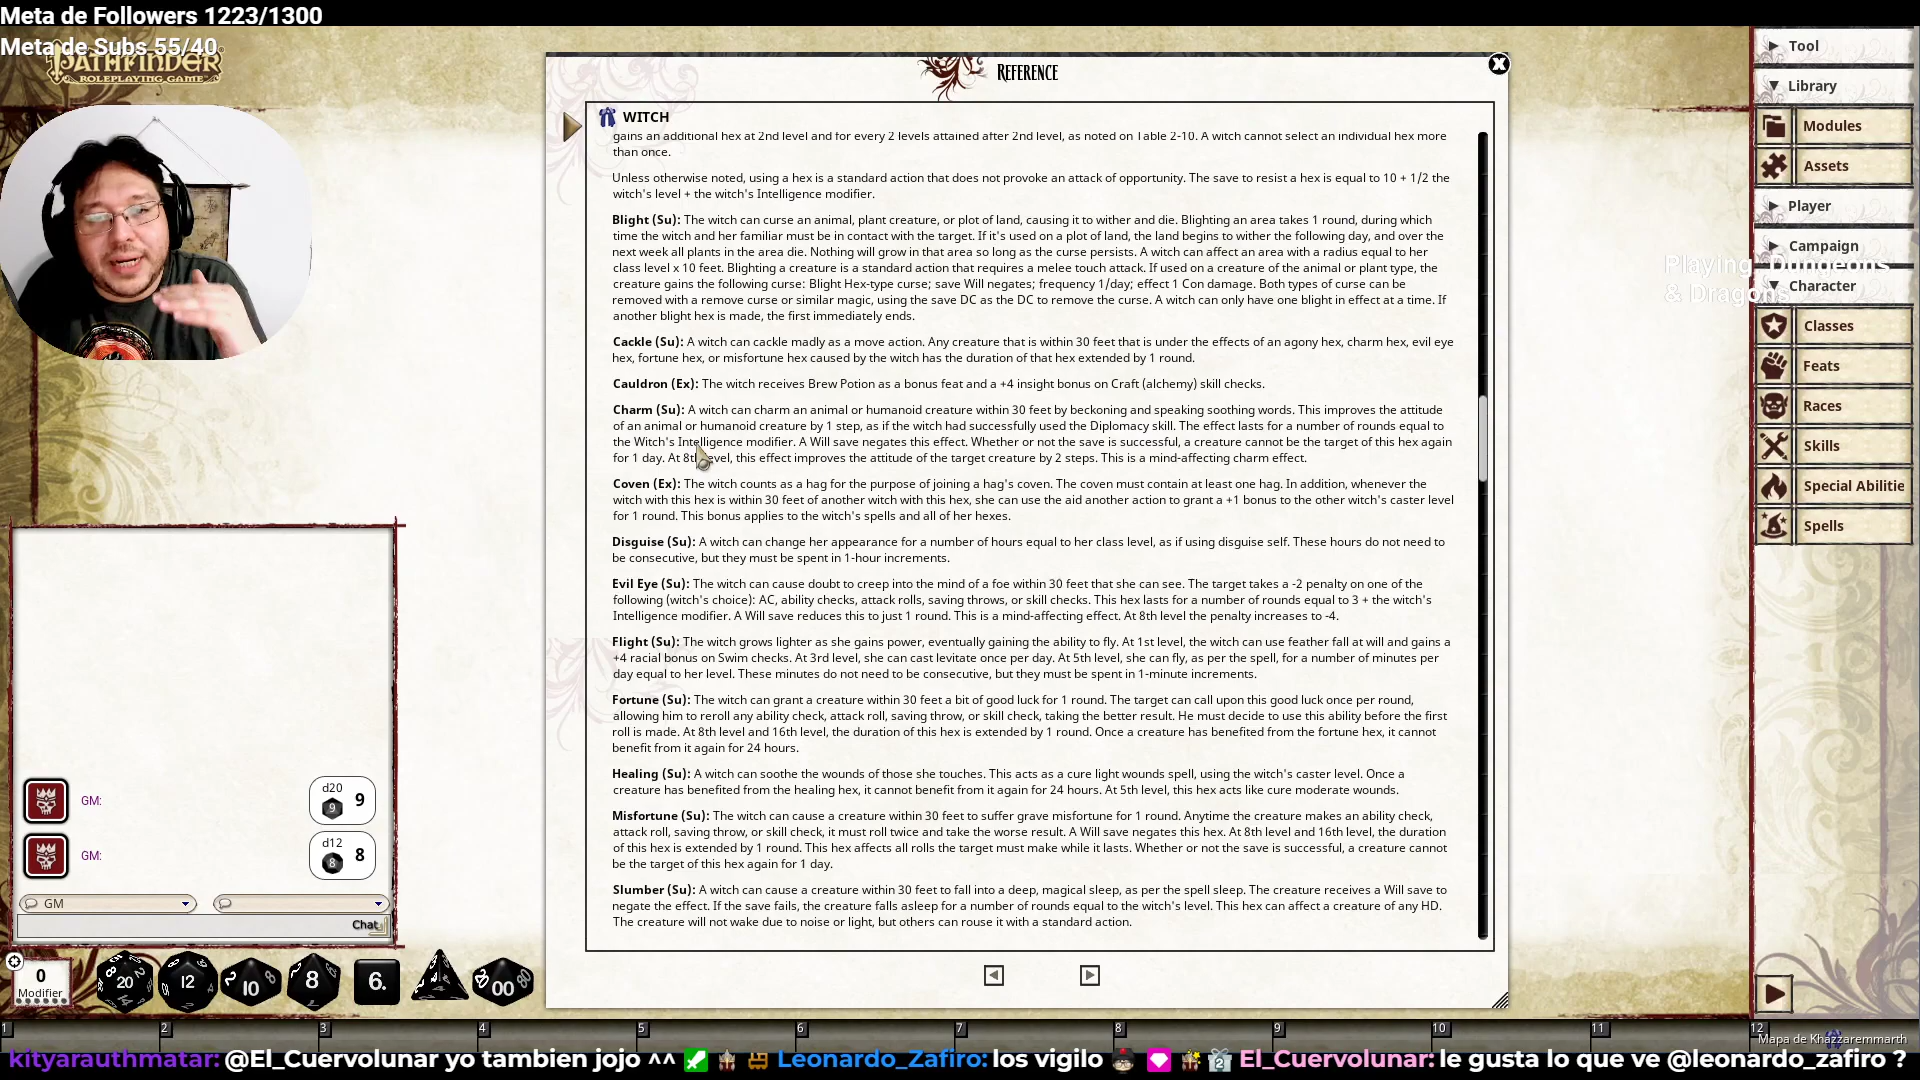 Meta de Followers 1223/1300
Meta de Subs 55/40
PATHFINDER
ROLEPLAYING GAME
REFERENCE
X
WITCH
gains an additional hex at 2nd level and for every 2 levels attained after 2nd level, as noted on Table 2-10. A witch cannot select an individual hex more
than once.
Unless otherwise noted, using a hex is a standard action that does not provoke an attack of opportunity. The save to resist a hex is equal to 10 + 1/2 the
witch's level + the witch's Intelligence modifier.
Blight (Su): The witch can curse an animal, plant creature, or plot of land, causing it to wither and die. Blighting an area takes 1 round, during which
time the witch and her familiar must be in contact with the target. If it's used on a plot of land, the land begins to wither the following day, and over the
next week all plants in the area die. Nothing will grow in that area so long as the curse persists. A witch can affect an area with a radius equal to her
class level x 10 feet. Blighting a creature is a standard action that requires a melee touch attack. If used on a creature of the animal or plant type, the
creature gains the following curse: Blight Hex-type curse; save Will negates; frequency 1/day; effect 1 Con damage. Both types of curse can be
removed with a remove curse or similar magic, using the save DC as the DC to remove the curse. A witch can only have one blight in effect at a time. If
another blight hex is made, the first immediately ends.
Cackle (Su): A witch can cackle madly as a move action. Any creature that is within 30 feet that is under the effects of an agony hex, charm hex, evil eye
hex, fortune hex, or misfortune hex caused by the witch has the duration of that hex extended by 1 round.
Cauldron (Ex): The witch receives Brew Potion as a bonus feat and a +4 insight bonus on Craft (alchemy) skill checks.
Charm (Su): A witch can charm an animal or humanoid creature within 30 feet by beckoning and speaking soothing words. This improves the attitude
of an animal or humanoid creature by 1 step, as if the witch had successfully used the Diplomacy skill. The effect lasts for a number of rounds equal to
the Witch's Intelligence modifier. A Will save negates this effect. Whether or not the save is successful, a creature cannot be the target of this hex again
for 1 day. At 8th level, this effect improves the attitude of the target creature by 2 steps. This is a mind-affecting charm effect.
Coven (Ex): The witch counts as a hag for the purpose of joining a hag's coven. The coven must contain at least one hag. In addition, whenever the
witch with this hex is within 30 feet of another witch with this hex, she can use the aid another action to grant a +1 bonus to the other witch's caster level
for 1 round. This bonus applies to the witch's spells and all of her hexes.
Disguise (Su): A witch can change her appearance for a number of hours equal to her class level, as if using disguise self. These hours do not need to
be consecutive, but they must be spent in 1-hour increments.
Evil Eye (Su): The witch can cause doubt to creep into the mind of a foe within 30 feet that she can see. The target takes a -2 penalty on one of the
following (witch's choice): AC, ability checks, attack rolls, saving throws, or skill checks. This hex lasts for a number of rounds equal to 3 + the witch's
Intelligence modifier. A Will save reduces this to just 1 round. This is a mind-affecting effect. At 8th level the penalty increases to -4.
Flight (Su): The witch grows lighter as she gains power, eventually gaining the ability to fly. At 1st level, the witch can use feather fall at will and gains a
+4 racial bonus on Swim checks. At 3rd level, she can cast levitate once per day. At 5th level, she can fly, as per the spell, for a number of minutes per
day equal to her level. These minutes do not need to be consecutive, but they must be spent in 1-minute increments.
Fortune (Su): The witch can grant a creature within 30 feet a bit of good luck for 1 round. The target can call upon this good luck once per round,
allowing him to reroll any ability check, attack roll, saving throw, or skill check, taking the better result. He must decide to use this ability before the first
roll is made. At 8th level and 16th level, the duration of this hex is extended by 1 round. Once a creature has benefited from the fortune hex, it cannot
benefit from it again for 24 hours.
Healing (Su): A witch can soothe the wounds of those she touches. This acts as a cure light wounds spell, using the witch's caster level. Once a
creature has benefited from the healing hex, it cannot benefit from it again for 24 hours. At 5th level, this hex acts like cure moderate wounds.
Misfortune (Su): The witch can cause a creature within 30 feet to suffer grave misfortune for 1 round. Anytime the creature makes an ability check,
attack roll, saving throw, or skill check, it must roll twice and take the worse result. A Will save negates this hex. At 8th level and 16th level, the duration
of this hex is extended by 1 round. This hex affects all rolls the target must make while it lasts. Whether or not the save is successful, a creature cannot
be the target of this hex again for 1 day.
Slumber (Su): A witch can cause a creature within 30 feet to fall into a deep, magical sleep, as per the spell sleep. The creature receives a Will save to
negate the effect. If the save fails, the creature falls asleep for a number of rounds equal to the witch's level. This hex can affect a creature of any HD.
The creature will not wake due to noise or light, but others can rouse it with a standard action.
Tool
Library
Modules
Assets
Player
Campaign
Playing: Dungeons
& Dragons
Character
Classes
Feats
Races
Skills
Special Abilitie
Spells
GM:
d20
9
9
GM:
d12
8
8
GM
Chat
0
Modifier
20
12
10
8
6.
00
1 2 3 4 5 6 7 8 9 10 11 12
Mapa de Khazzaremmarth
kityarauthmatar: @El_Cuervolunar yo tambien jojo ^^ Leonardo_Zafiro: los vigilo 2 El_Cuervolunar: le gusta lo que ve @leonardo_zafiro ?